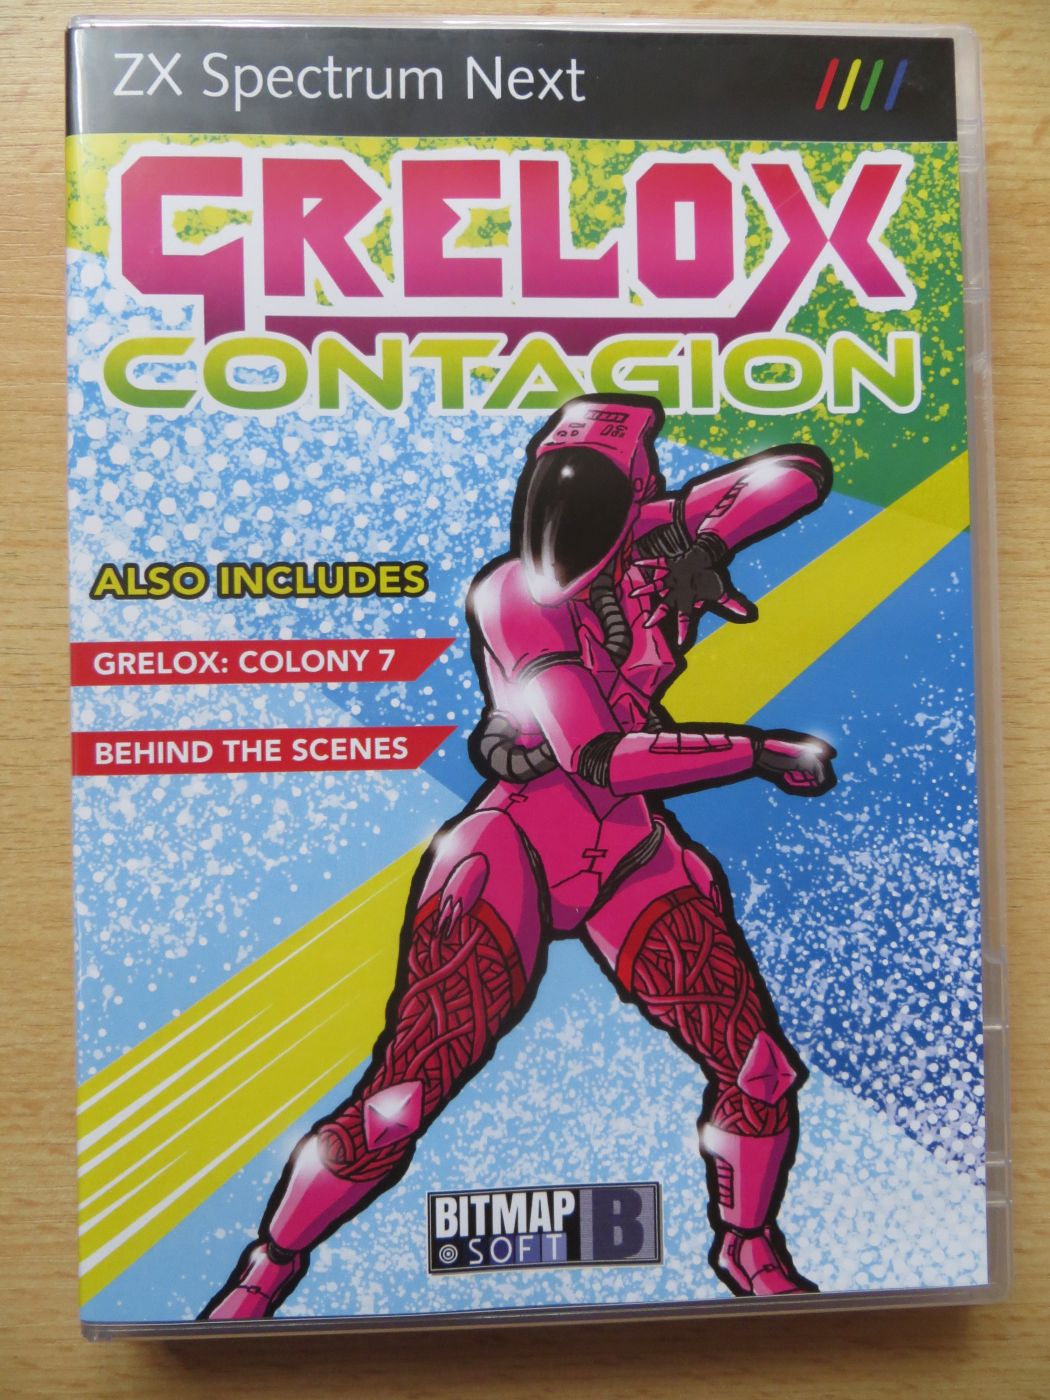 ZX Spectrum Next
GRELOX
CONTAGION
ALSO INCLUDES
GRELOX: COLONY 7
BEHIND THE SCENES
BITMAP B
SOFT